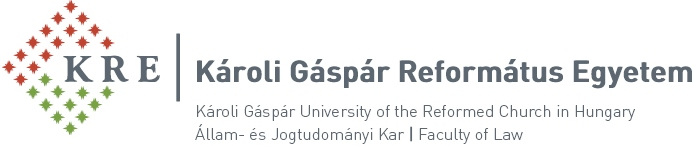 KRE
Károli Gáspár Református Egyetem
Károli Gáspár University of the Reformed Church in Hungary
Állam- és Jogtudományi Kar | Faculty of Law